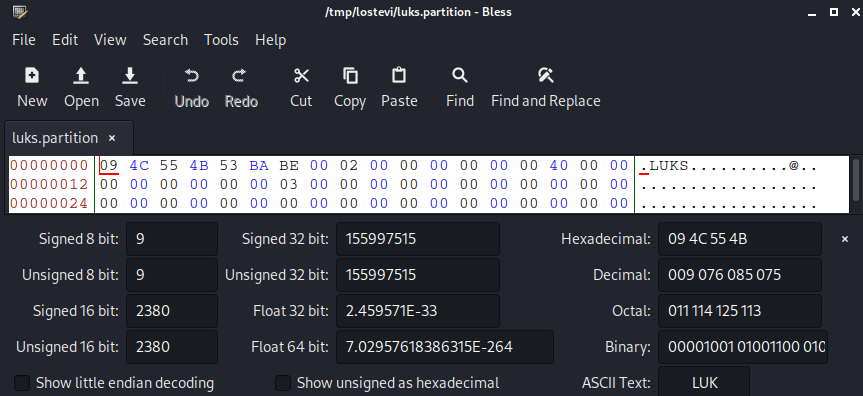 /tmp/lostevi/luks.partition - Bless
File Edit View Search Tools Help
New Open Save Undo Redo Cut Copy Paste Find Find and Replace
luks.partition ×
00000000 09 4C 55 4B 53 BA BE 00 02 00 00 00 00 00 00 40 00 00 .LUKS..........@..
00000012 00 00 00 00 00 00 03 00 00 00 00 00 00 00 00 00 00 00 ..................
00000024 00 00 00 00 00 00 00 00 00 00 00 00 00 00 00 00 00 00 ..................
Signed 8 bit: 9 Signed 32 bit: 155997515 Hexadecimal: 09 4C 55 4B ×
Unsigned 8 bit: 9 Unsigned 32 bit: 155997515 Decimal: 009 076 085 075
Signed 16 bit: 2380 Float 32 bit: 2.459571E-33 Octal: 011 114 125 113
Unsigned 16 bit: 2380 Float 64 bit: 7.02957618386315E-264 Binary: 00001001 01001100 010
Show little endian decoding Show unsigned as hexadecimal ASCII Text: LUK